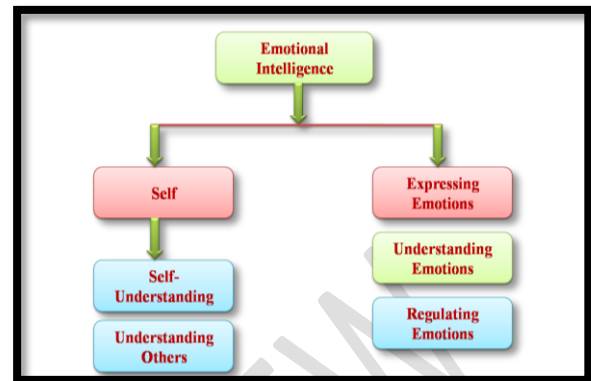 Emotional
Intelligence
Self
Expressing
Emotions
Self-
Understanding
Understanding
Emotions
Understanding
Others
Regulating
Emotions